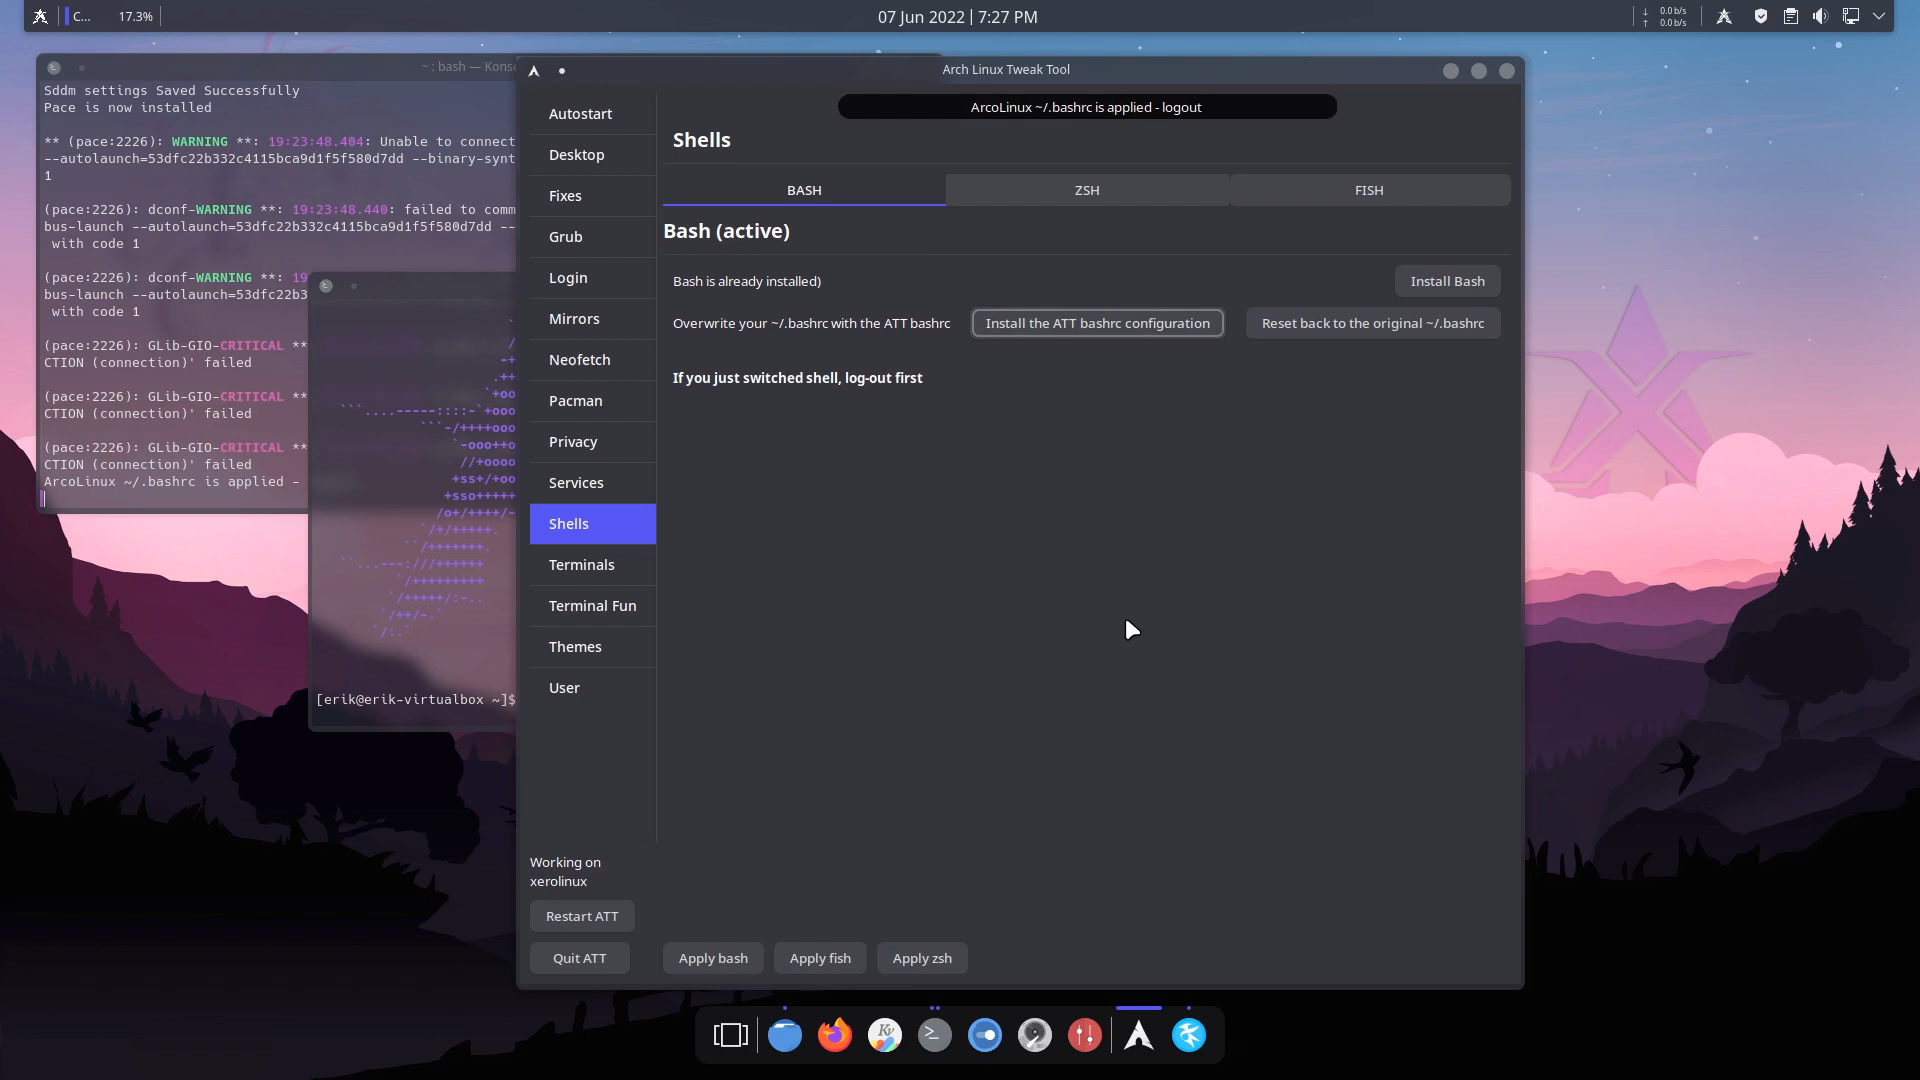 C... 17.3%
07 Jun 2022 | 7:27 PM
↓ 0.0 b/s
↑ 0.0 b/s
~ : bash — Konso
Sddm settings Saved Successfully
Pace is now installed
** (pace:2226): WARNING **: 19:23:48.404: Unable to connect
--autolaunch=53dfc22b332c4115bca9d1f5f580d7dd --binary-synt
1
(pace:2226): dconf-WARNING **: 19:23:48.440: failed to comm
bus-launch --autolaunch=53dfc22b332c4115bca9d1f5f580d7dd --
with code 1
(pace:2226): dconf-WARNING **: 19
bus-launch --autolaunch=53dfc22b3
with code 1
(pace:2226): GLib-GIO-CRITICAL **
CTION (connection)' failed
(pace:2226): GLib-GIO-CRITICAL **
CTION (connection)' failed
(pace:2226): GLib-GIO-CRITICAL **
CTION (connection)' failed
ArcoLinux ~/.bashrc is applied -
[erik@erik-virtualbox ~]$
Arch Linux Tweak Tool
Autostart
Desktop
Fixes
Grub
Login
Mirrors
Neofetch
Pacman
Privacy
Services
Shells
Terminals
Terminal Fun
Themes
User
Working on
xerolinux
Restart ATT
Quit ATT
ArcoLinux ~/.bashrc is applied - logout
Shells
BASH ZSH FISH
Bash (active)
Bash is already installed) Install Bash
Overwrite your ~/.bashrc with the ATT bashrc Install the ATT bashrc configuration Reset back to the original ~/.bashrc
If you just switched shell, log-out first
Apply bash Apply fish Apply zsh